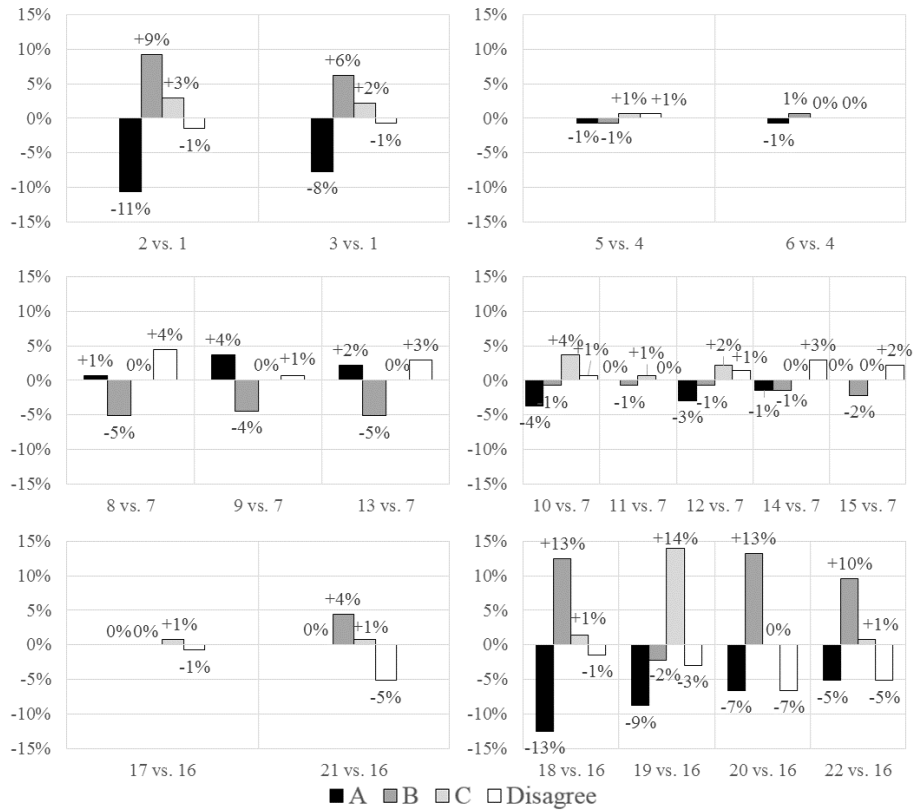 15%
10%
5%
0%
-5%
-10%
-15%
+9%
+3%
-11%
-1%
+6%
+2%
-8%
-1%
2 vs. 1 3 vs. 1
15%
10%
5%
0%
-5%
-10%
-15%
-1% -1% +1% +1%
-1% 1% 0% 0%
5 vs. 4 6 vs. 4
15%
10%
5%
0%
-5%
-10%
-15%
+1% -5% 0% +4%
+4% -4% 0% +1%
+2% -5% 0% +3%
8 vs. 7 9 vs. 7 13 vs. 7
15%
10%
5%
0%
-5%
-10%
-15%
-4% -1% +4% +1%
0% -1% +1% 0%
-3% -1% +2% +1%
-1% -1% 0% +3%
0% -2% 0% +2%
10 vs. 7 11 vs. 7 12 vs. 7 14 vs. 7 15 vs. 7
15%
10%
5%
0%
-5%
-10%
-15%
0% 0% +1% -1%
0% +4% +1% -5%
17 vs. 16 21 vs. 16
15%
10%
5%
0%
-5%
-10%
-15%
-13% +13% +1% -1%
-9% -2% +14% -3%
-7% +13% 0% -7%
-5% +10% +1% -5%
18 vs. 16 19 vs. 16 20 vs. 16 22 vs. 16
A B C Disagree